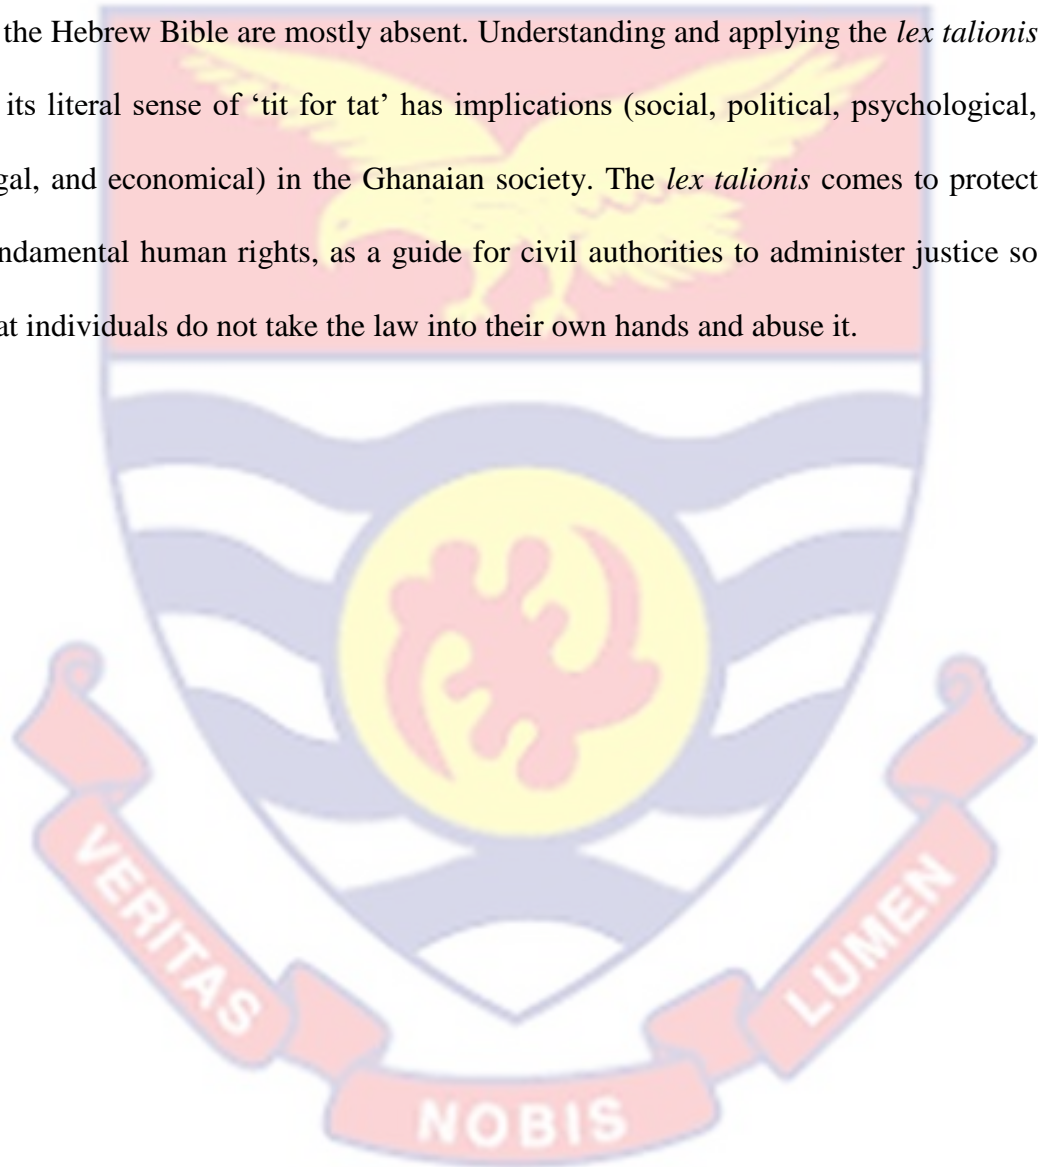 the Hebrew Bible are mostly absent. Understanding and applying the lex talionis
its literal sense of ‘tit for tat’ has implications (social, political, psychological,
gal, and economical) in the Ghanaian society. The lex talionis comes to protect
ndamental human rights, as a guide for civil authorities to administer justice so
at individuals do not take the law into their own hands and abuse it.
VERITAS
NOBIS
LUMEN